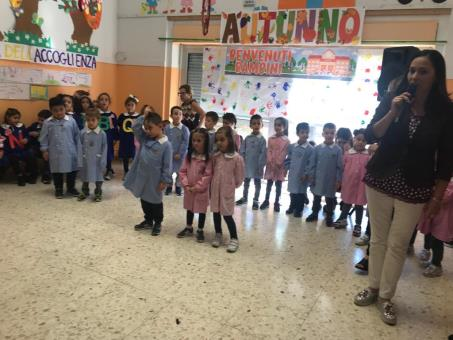 DELL'ACCOGLIENZA
AUTUNNO
BENVENUTI
BAMBINI